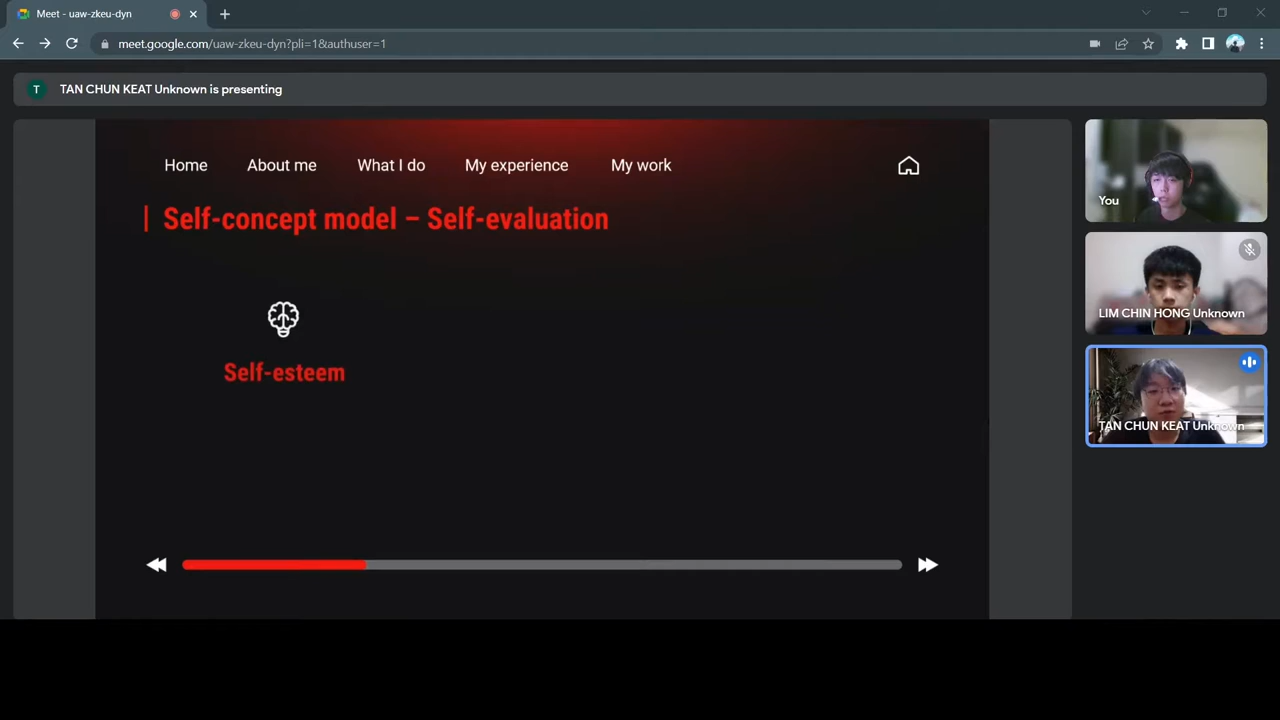 Meet - uaw-zkeu-dyn
meet.google.com/uaw-zkeu-dyn?pli=1&authuser=1
T
TAN CHUN KEAT Unknown is presenting
Home
About me
What I do
My experience
My work
Self-concept model – Self-evaluation
Self-esteem
You
LIM CHIN HONG Unknown
TAN CHUN KEAT Unknown